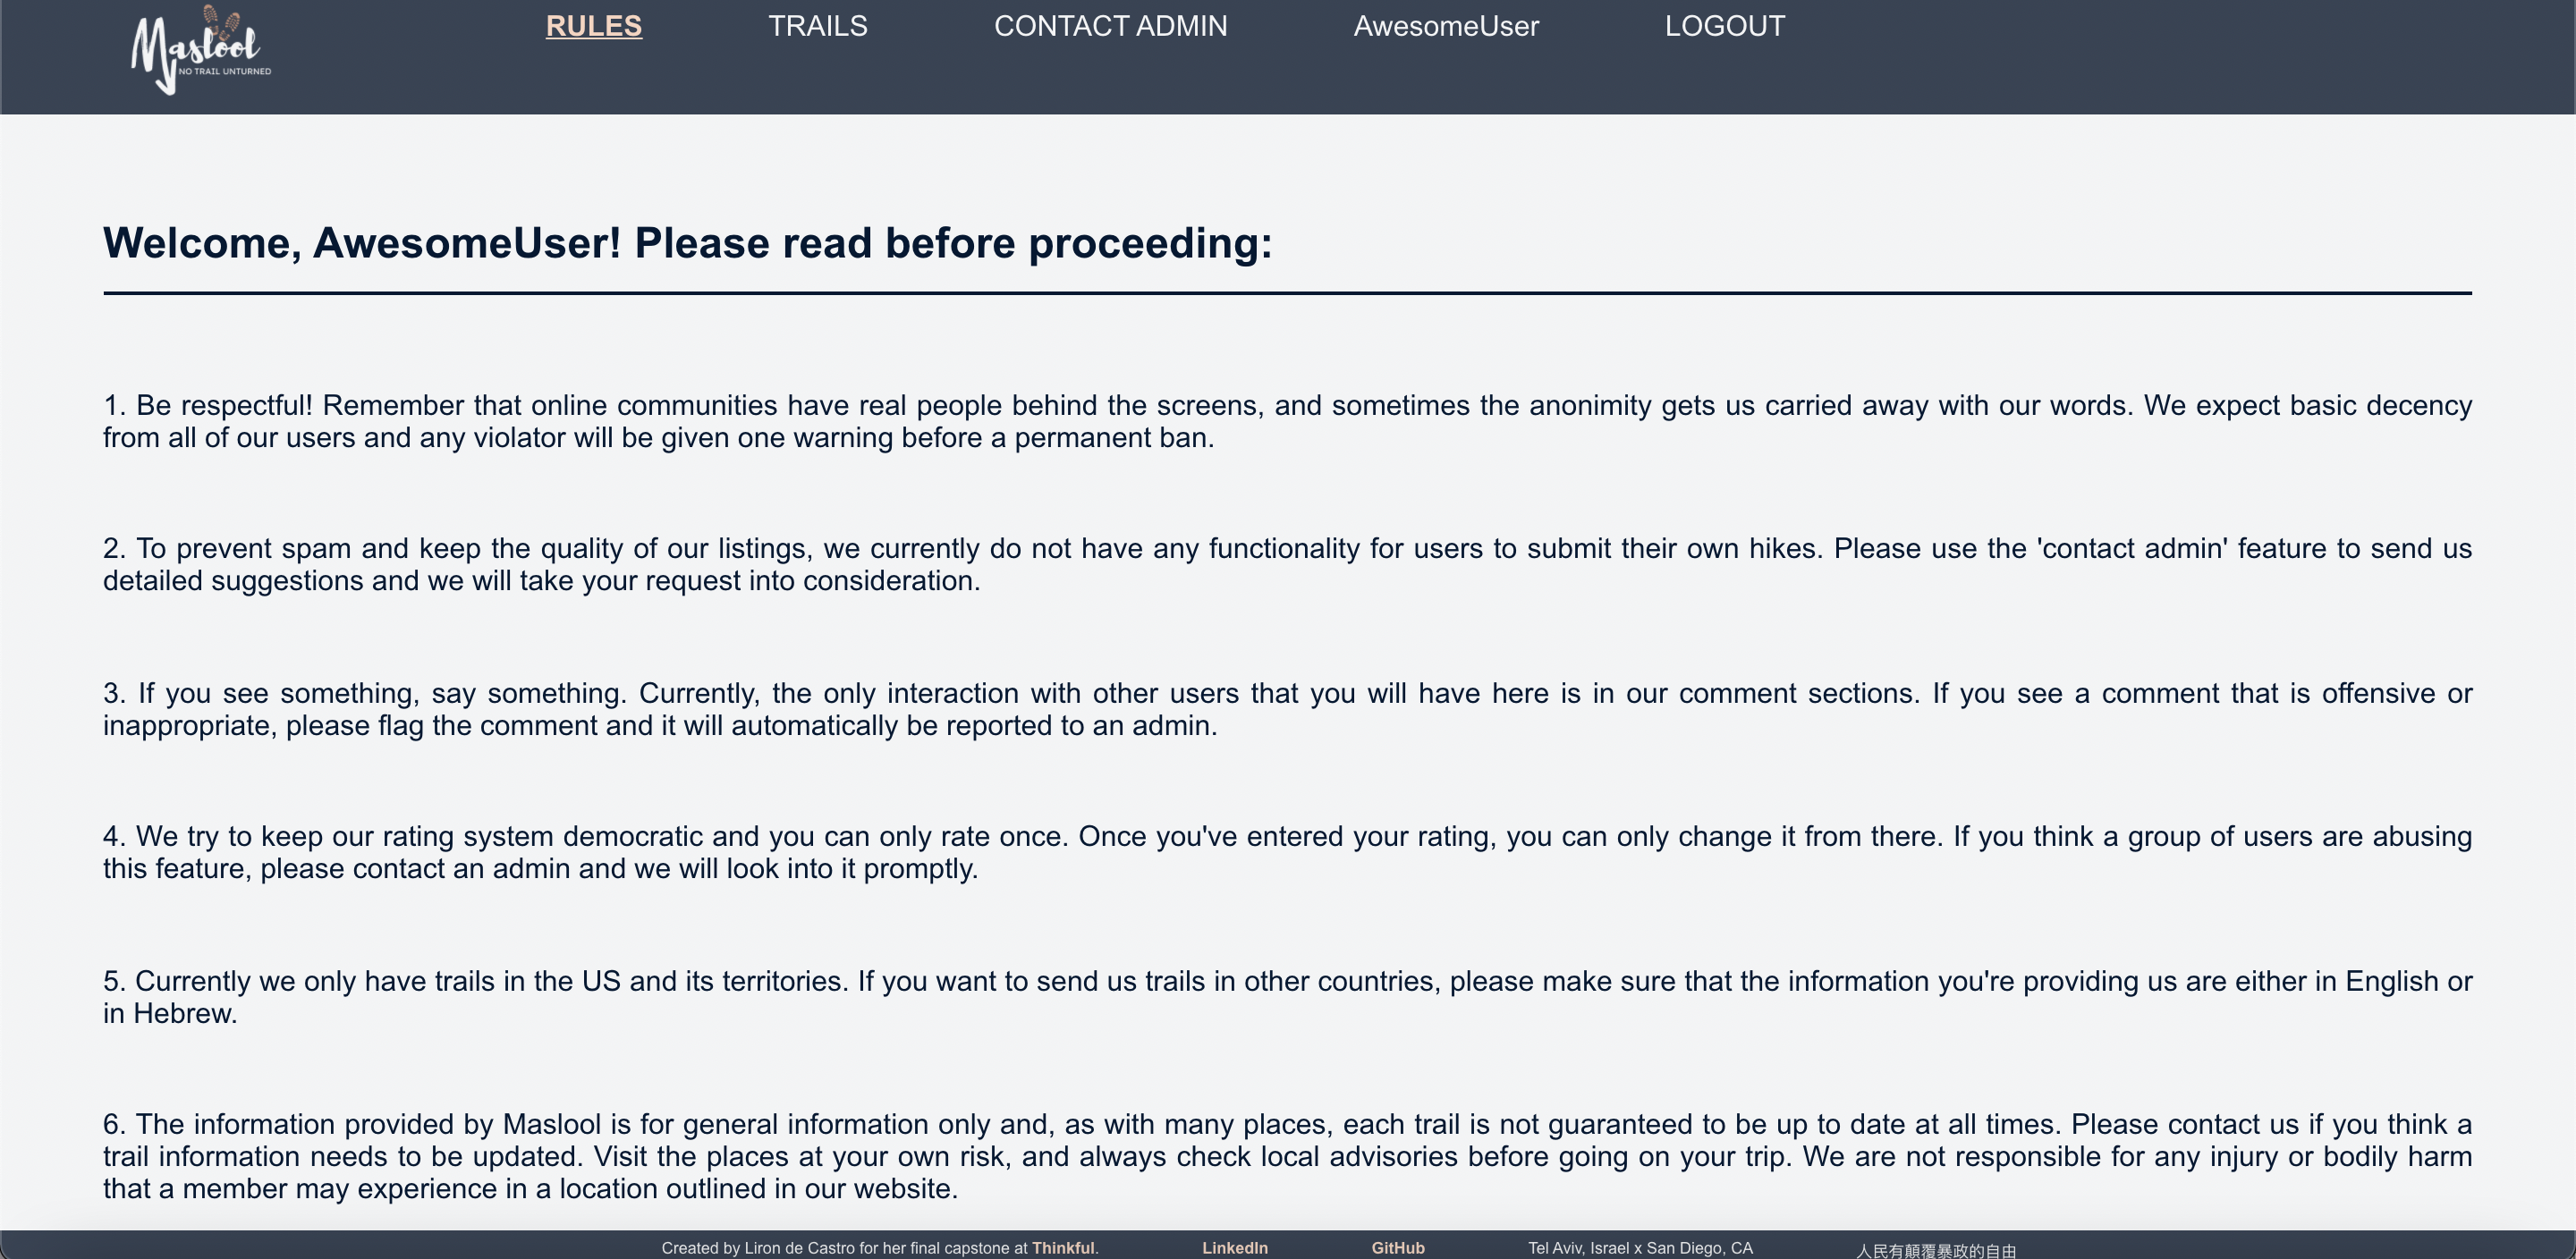 Maslool
NO TRAIL UNTURNED
RULES
TRAILS
CONTACT ADMIN
AwesomeUser
LOGOUT
Welcome, AwesomeUser! Please read before proceeding:
1. Be respectful! Remember that online communities have real people behind the screens, and sometimes the anonimity gets us carried away with our words. We expect basic decency
from all of our users and any violator will be given one warning before a permanent ban.
2. To prevent spam and keep the quality of our listings, we currently do not have any functionality for users to submit their own hikes. Please use the 'contact admin' feature to send us
detailed suggestions and we will take your request into consideration.
3. If you see something, say something. Currently, the only interaction with other users that you will have here is in our comment sections. If you see a comment that is offensive or
inappropriate, please flag the comment and it will automatically be reported to an admin.
4. We try to keep our rating system democratic and you can only rate once. Once you've entered your rating, you can only change it from there. If you think a group of users are abusing
this feature, please contact an admin and we will look into it promptly.
5. Currently we only have trails in the US and its territories. If you want to send us trails in other countries, please make sure that the information you're providing us are either in English or
in Hebrew.
6. The information provided by Maslool is for general information only and, as with many places, each trail is not guaranteed to be up to date at all times. Please contact us if you think a
trail information needs to be updated. Visit the places at your own risk, and always check local advisories before going on your trip. We are not responsible for any injury or bodily harm
that a member may experience in a location outlined in our website.
Created by Liron de Castro for her final capstone at Thinkful.
LinkedIn
GitHub
Tel Aviv, Israel x San Diego, CA
人民有顛覆暴政的自由